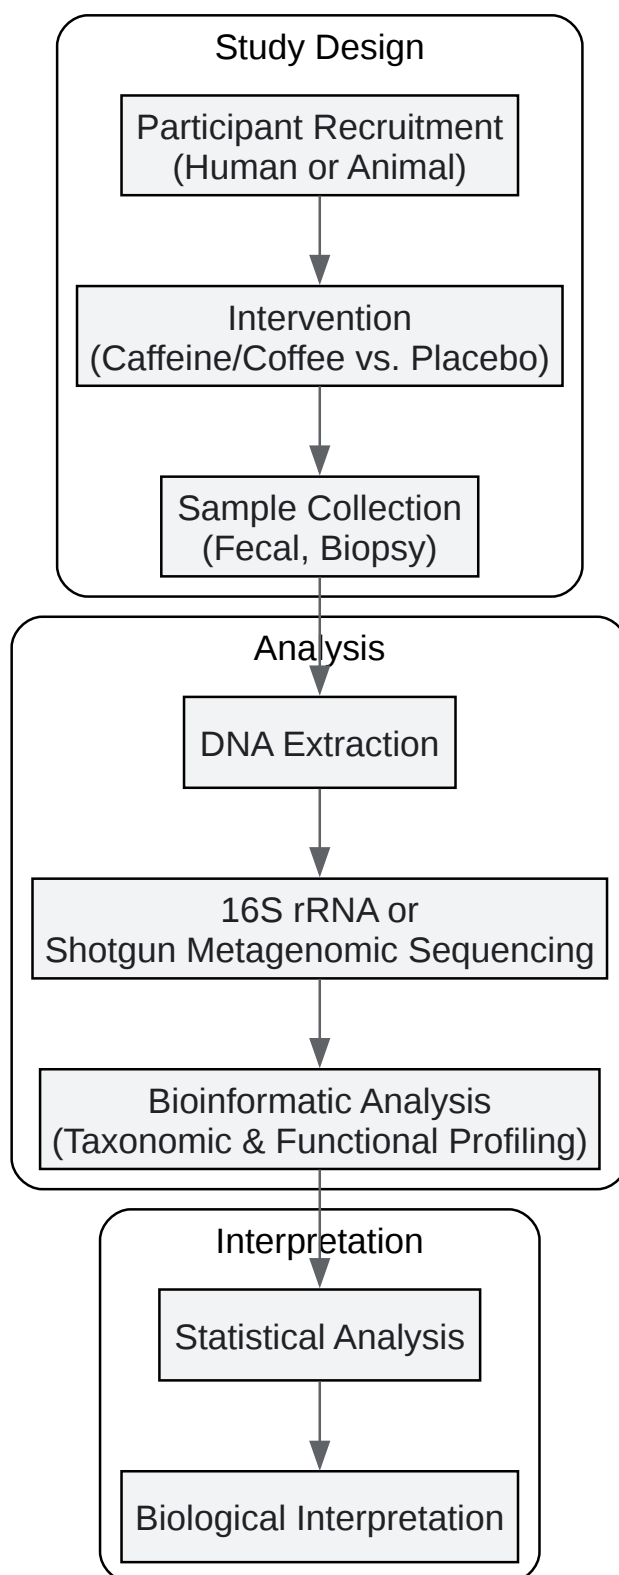 Study Design
Participant Recruitment
(Human or Animal)
Intervention
(Caffeine/Coffee vs. Placebo)
Sample Collection
(Fecal, Biopsy)
Analysis
DNA Extraction
16S rRNA or
Shotgun Metagenomic Sequencing
Bioinformatic Analysis
(Taxonomic & Functional Profiling)
Interpretation
Statistical Analysis
Biological Interpretation